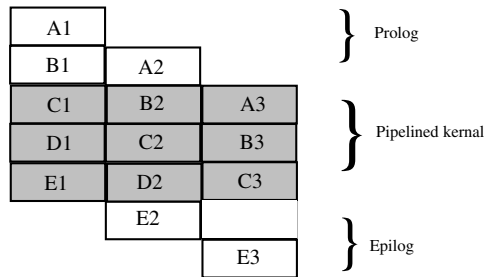 A1
Prolog
B1 A2
C1 B2 A3
D1 C2 B3
Pipelined kernal
E1 D2 C3
E2
Epilog
E3